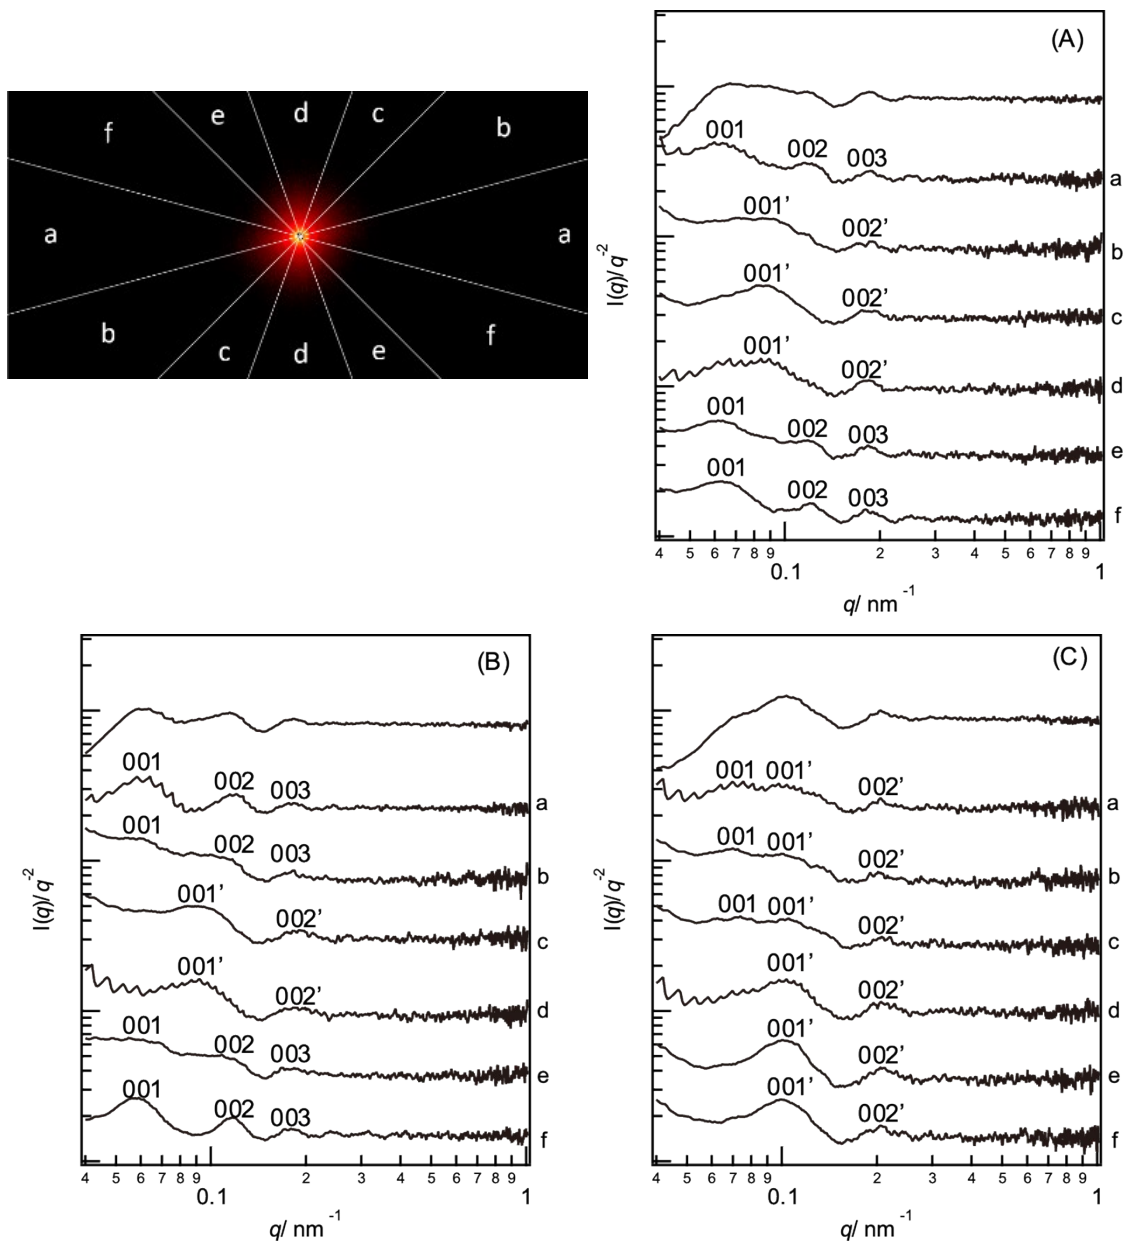 e d c
f b
a a
b f
c d e
(A)
001
002 003
a
001’
002’
b
001’
002’
c
001’
002’
d
001
002 003
e
001
002 003
f
I(q)/q-2
4 5 6 7 8 9 2 3 4 5 6 7 8 9
0.1 1
q/ nm -1
(B)
001
002 003
a
001
002 003
b
001’
002’
c
001’
002’
d
001
002 003
e
001
002 003
f
I(q)/q-2
4 5 6 7 8 9 2 3 4 5 6 7 8 9
0.1 1
q/ nm -1
(C)
001 001’
002’
a
001 001’
002’
b
001 001’
002’
c
001’
002’
d
001’
002’
e
001’
002’
f
I(q)/q-2
4 5 6 7 8 9 2 3 4 5 6 7 8 9
0.1 1
q/ nm -1